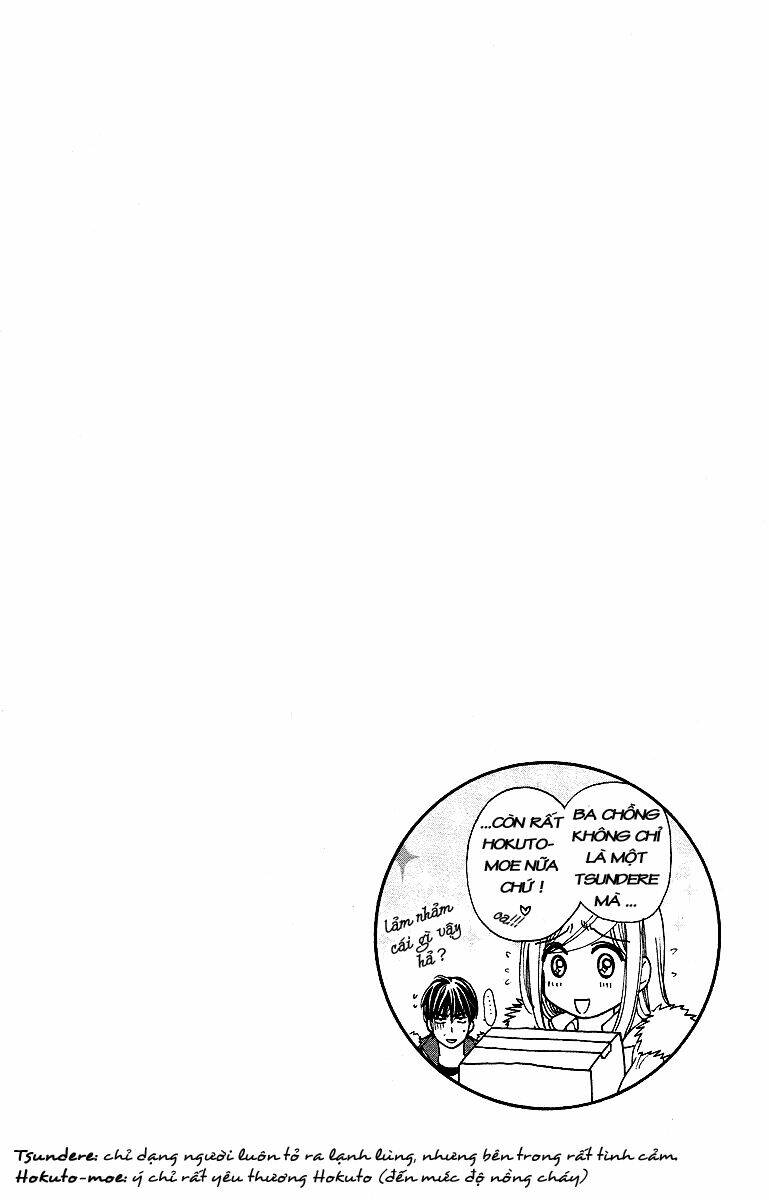 BA CHỒNG
KHÔNG CHỈ
LÀ MỘT
TSUNDERE
MÀ ...
...CÒN RẤT
HOKUTO-
MOE NỮA
CHỨ !
oa!!!
lảm nhảm
cái gì vậy
hả?
Tsundere: chỉ dạng người luôn tỏ ra lạnh lùng, nhưng bên trong rất tình cảm.
Hokuto-moe: ý chỉ rất yêu thương Hokuto (đến mức độ nồng cháy)